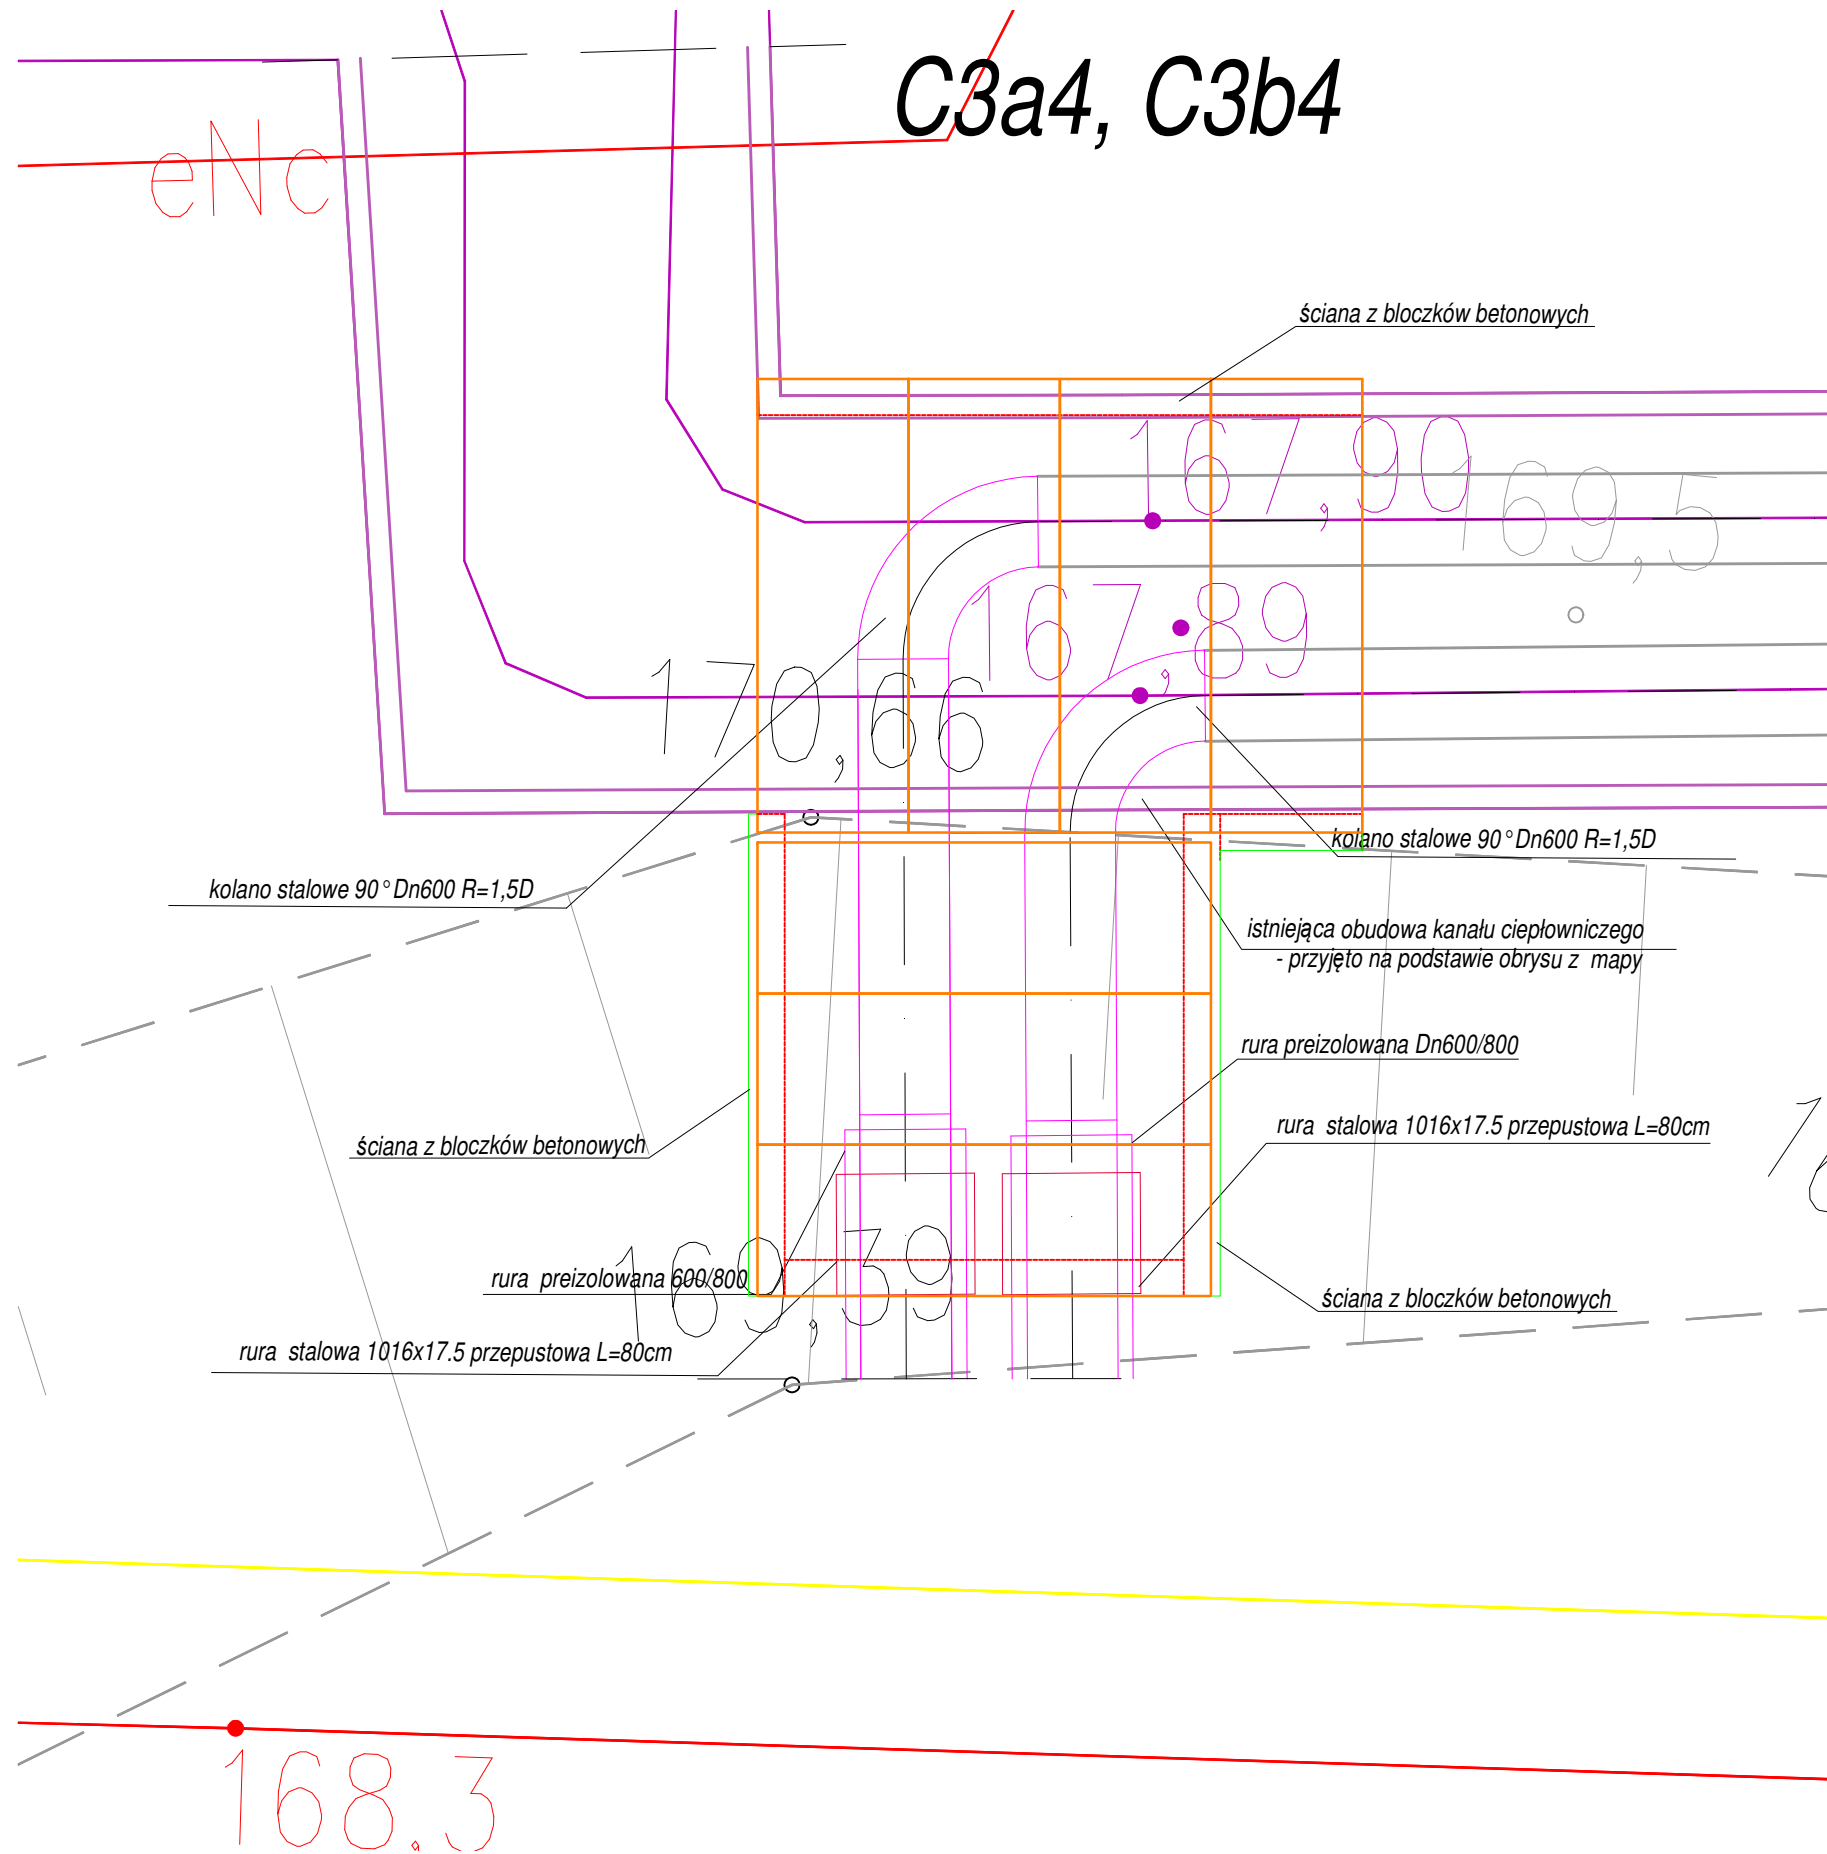 C3a4, C3b4
eNc
ściana z bloczków betonowych
167,90
169,5
167,89
170,66
kolano stalowe 90° Dn600 R=1,5D
kolano stalowe 90° Dn600 R=1,5D
istniejąca obudowa kanału ciepłowniczego
- przyjęto na podstawie obrysu z mapy
rura preizolowana Dn600/800
rura stalowa 1016x17.5 przepustowa L=80cm
ściana z bloczków betonowych
169,39
rura preizolowana 600/800
ściana z bloczków betonowych
rura stalowa 1016x17.5 przepustowa L=80cm
168,3